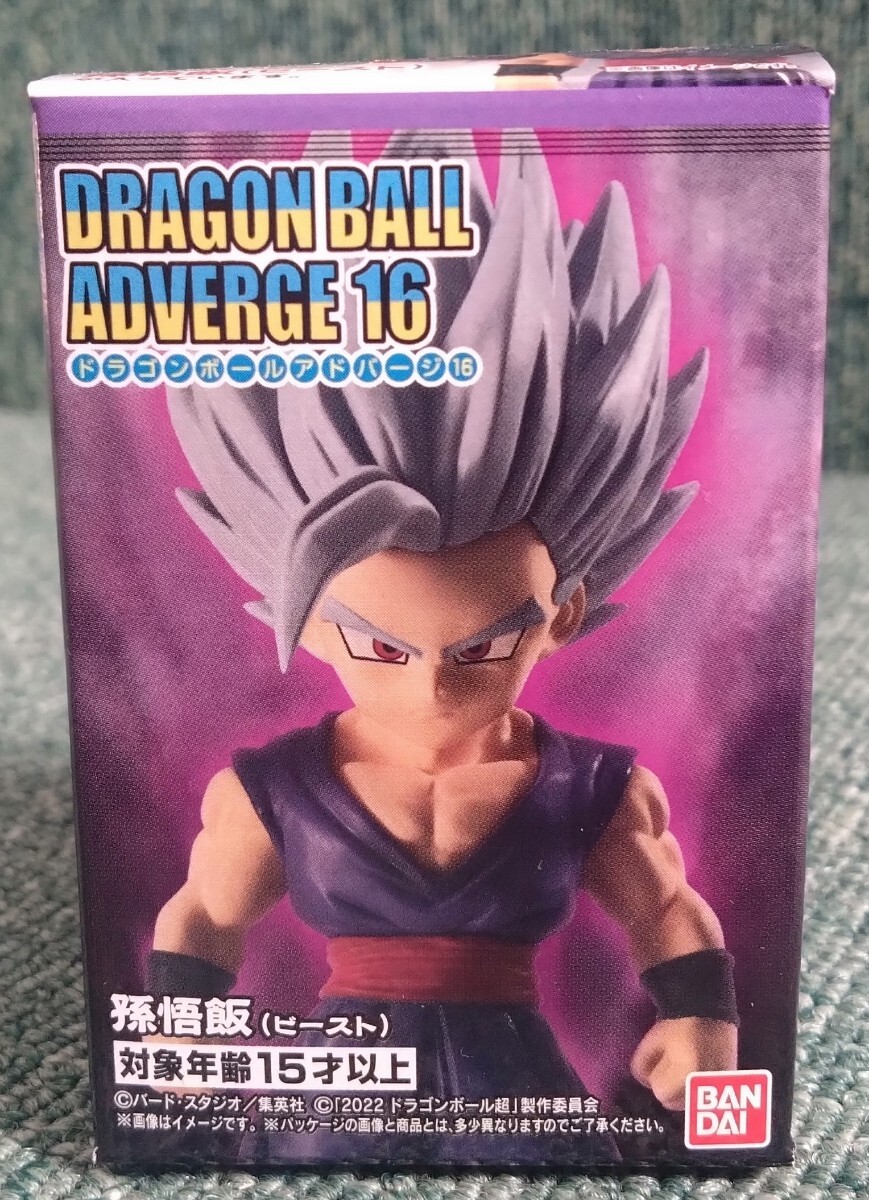 DRAGON BALL
ADVERGE 16
ドラゴンボールアドバージ16
孫悟飯(ビースト)
対象年齢15才以上
©バード・スタジオ/集英社 ©「2022 ドラゴンボール超」製作委員会
※画像はイメージです。※パッケージの画像と商品とは、多少異なりますのでご了承ください。
BAN
DAI